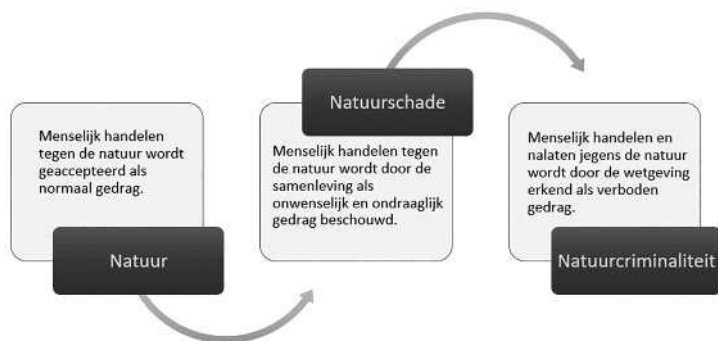 Menselijk handelen
tegen de natuur wordt
geaccepteerd als
normaal gedrag.
Natuur
Natuurschade
Menselijk handelen tegen
de natuur wordt door de
samenleving als
onwenselijk en ondraaglijk
gedrag beschouwd.
Menselijk handelen en
nalaten jegens de natuur
wordt door de wetgeving
erkend als verboden
gedrag.
Natuurcriminaliteit